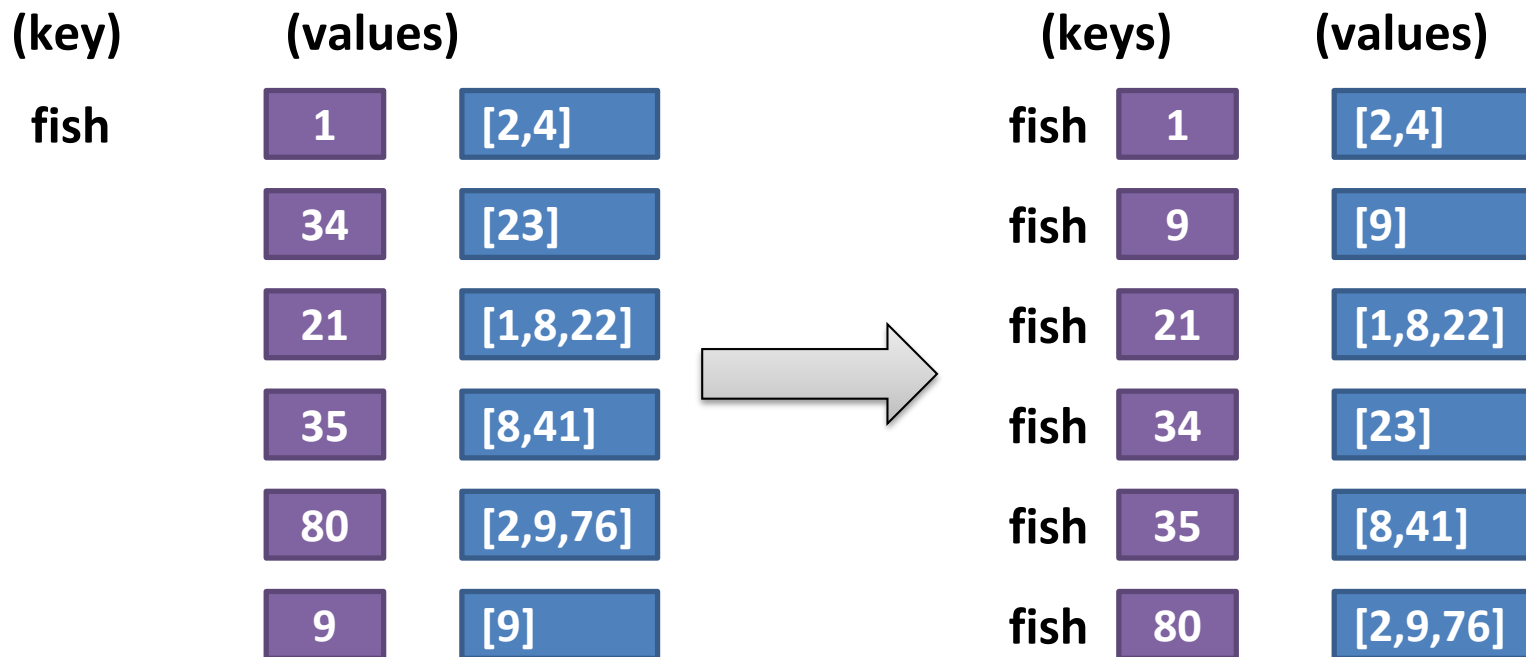 (key) (values) (keys) (values)
fish 1 [2,4] fish 1 [2,4]
34 [23] fish 9 [9]
21 [1,8,22] fish 21 [1,8,22]
35 [8,41] fish 34 [23]
80 [2,9,76] fish 35 [8,41]
9 [9] fish 80 [2,9,76]